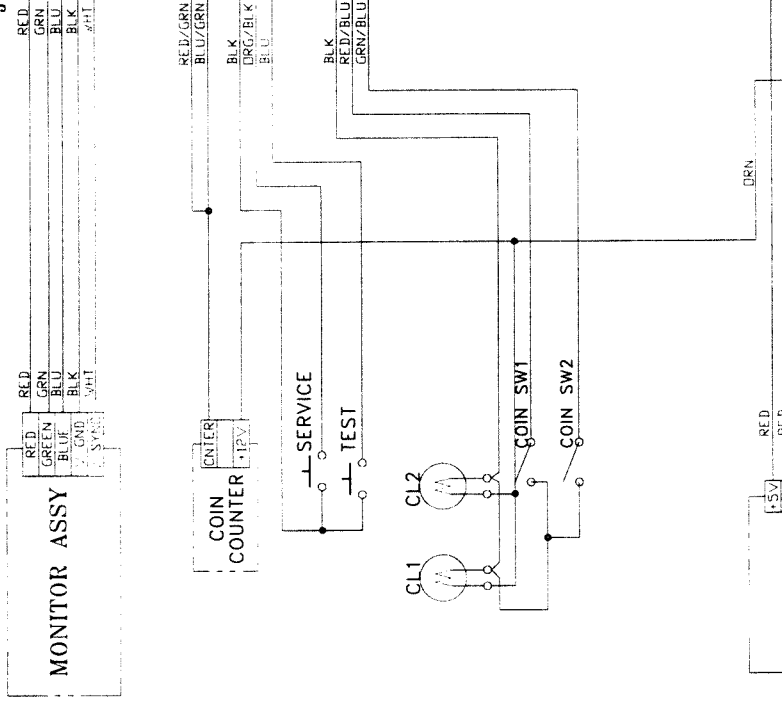 RED
GRN
BLU
BLK
WHT
RED/GRN
BLU/GRN
BLK
ORG/BLK
BLU
BLK
RED/BLU
GRN/BLU
ORN
RED
GRN
BLU
BLK
WHT
RED
GREEN
BLUE
GND
SYNC
MONITOR ASSY
CNTER
+12V
COIN
COUNTER
SERVICE
TEST
CL2
CL1
COIN SW1
COIN SW2
RED
RED
+5V